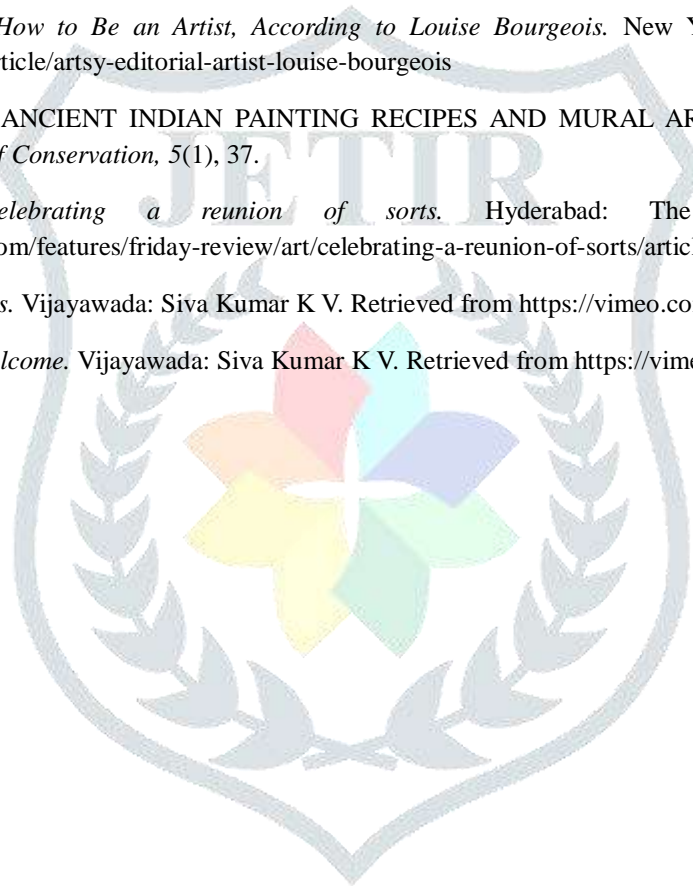 How to Be an Artist, According to Louise Bourgeois. New Y
rticle/artsy-editorial-artist-louise-bourgeois
ANCIENT INDIAN PAINTING RECIPES AND MURAL AR
f Conservation, 5(1), 37.
elebrating a reunion of sorts. Hyderabad: The
om/features/friday-review/art/celebrating-a-reunion-of-sorts/artic
s. Vijayawada: Siva Kumar K V. Retrieved from https://vimeo.co
lcome. Vijayawada: Siva Kumar K V. Retrieved from https://vime
JETIR